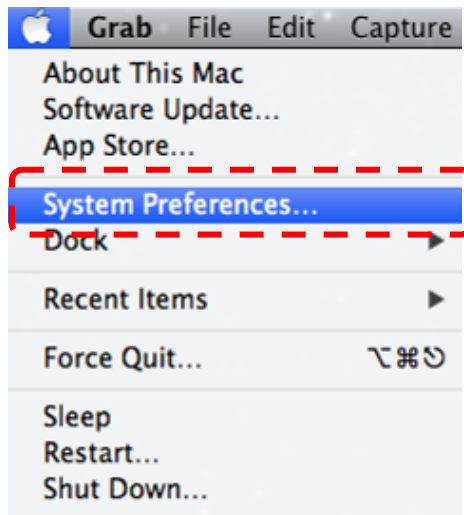 Grab File Edit Capture
About This Mac
Software Update...
App Store...
System Preferences...
Dock ▶
Recent Items ▶
Force Quit... ⌥⌘⎋
Sleep
Restart...
Shut Down...